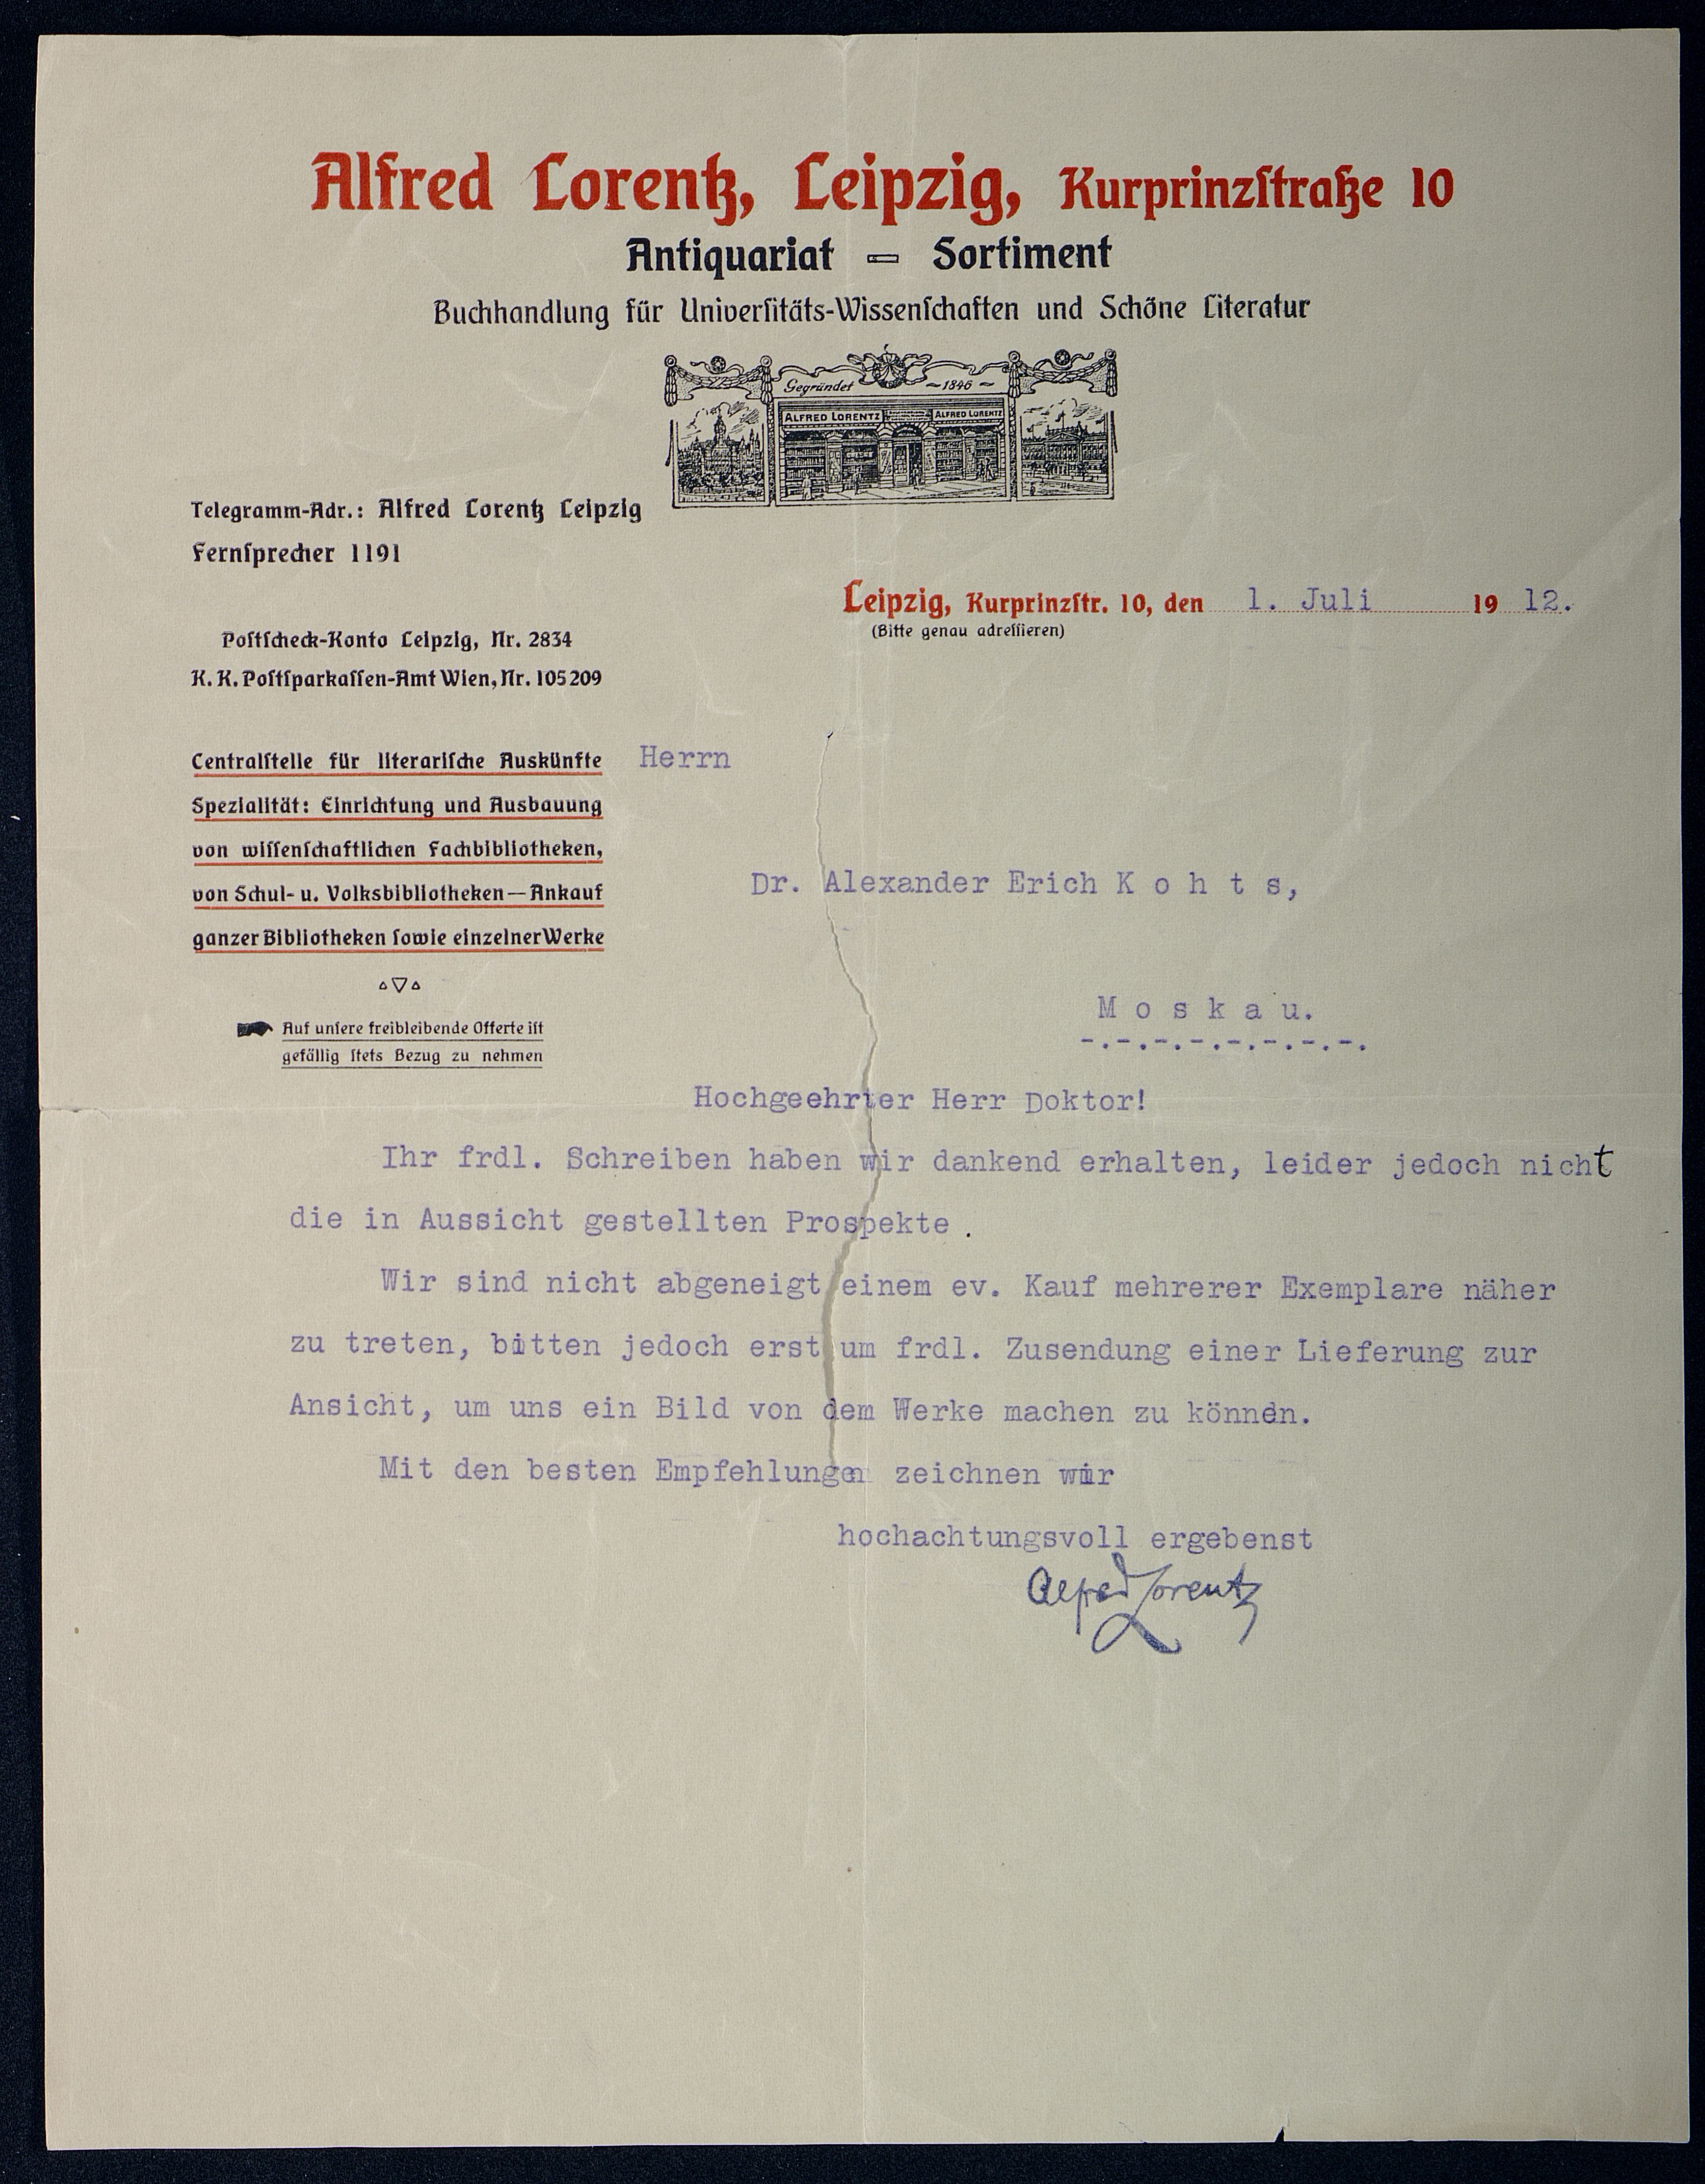 Alfred Lorentz, Leipzig, Kurprinzſtraße 10
Antiquariat = Sortiment
Buchhandlung für Univerſitäts-Wissenſchaften und Schöne Literatur
Gegründet 1846
ALFRED LORENTZ ALFRED LORENTZ
Telegramm-Adr.: Alfred Lorentz Leipzig
Fernſprecher 1191
Leipzig, Kurprinzſtr. 10, den 1. Juli 19 12.
(Bitte genau adreſſieren)
Poſtſcheck-Konto Leipzig, Nr. 2834
K. K. Poſtſparkaſſen-Amt Wien, Nr. 105209
Centralſtelle für literariſche Auskünfte
Spezialität: Einrichtung und Ausbauung
von wiſſenſchaftlichen Fachbibliotheken,
von Schul- u. Volksbibliotheken — Ankauf
ganzer Bibliotheken ſowie einzelner Werke
Auf unſere freibleibende Offerte iſt
gefällig ſtets Bezug zu nehmen
Herrn
Dr. Alexander Erich K o h t s,
M o s k a u.
-.-.-.-.-.-.-.-.
Hochgeehrter Herr Doktor!
Ihr frdl. Schreiben haben wir dankend erhalten, leider jedoch nicht
die in Aussicht gestellten Prospekte .
Wir sind nicht abgeneigt einem ev. Kauf mehrerer Exemplare näher
zu treten, bitten jedoch erst um frdl. Zusendung einer Lieferung zur
Ansicht, um uns ein Bild von dem Werke machen zu können.
Mit den besten Empfehlungen zeichnen wir
hochachtungsvoll ergebenst
Alfred Lorentz